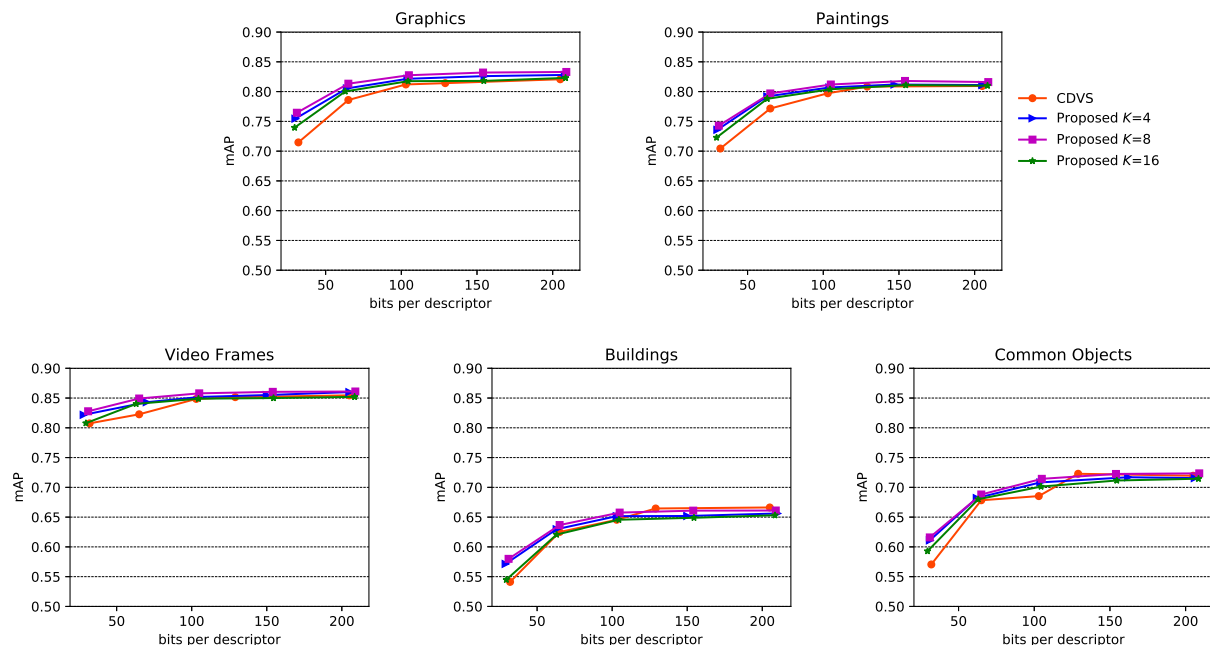 Graphics
0.90
0.85
0.80
0.75
0.70
0.65
0.60
0.55
0.50
mAP
50 100 150 200
bits per descriptor
Paintings
0.90
0.85
0.80
0.75
0.70
0.65
0.60
0.55
0.50
mAP
50 100 150 200
bits per descriptor
CDVS
Proposed K=4
Proposed K=8
Proposed K=16
Video Frames
0.90
0.85
0.80
0.75
0.70
0.65
0.60
0.55
0.50
mAP
50 100 150 200
bits per descriptor
Buildings
0.90
0.85
0.80
0.75
0.70
0.65
0.60
0.55
0.50
mAP
50 100 150 200
bits per descriptor
Common Objects
0.90
0.85
0.80
0.75
0.70
0.65
0.60
0.55
0.50
mAP
50 100 150 200
bits per descriptor